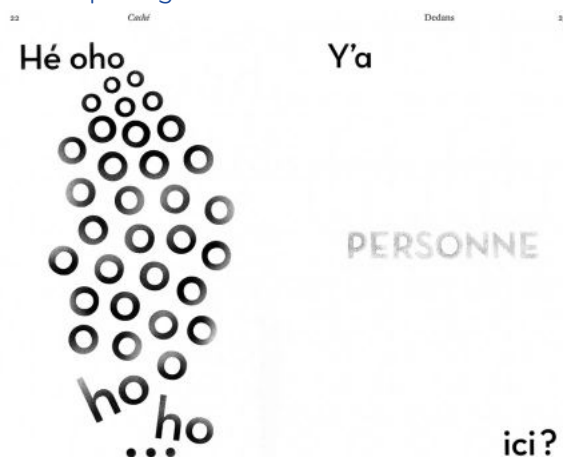 22 Caché
Hé oho
o o
o o o
o o o
o o o o
o o o o
o o o o
o o o o
o o o o
o o o
ho
ho
...
Dedans
Y'a
PERSONNE
ici ?